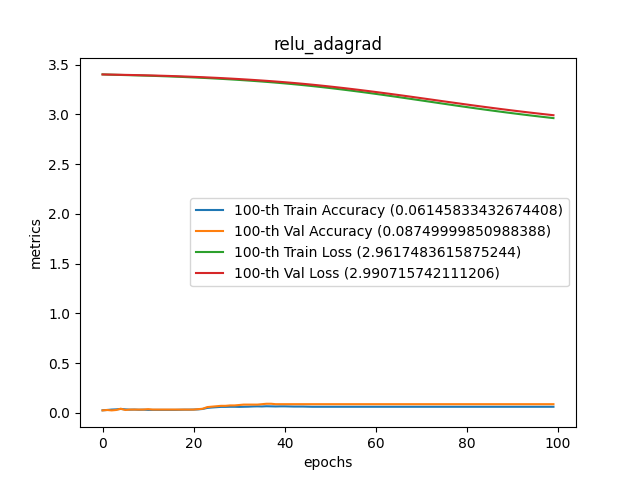 relu_adagrad
3.5
3.0
2.5
2.0
1.5
1.0
0.5
0.0
metrics
100-th Train Accuracy (0.06145833432674408)
100-th Val Accuracy (0.08749999850988388)
100-th Train Loss (2.9617483615875244)
100-th Val Loss (2.990715742111206)
0 20 40 60 80 100
epochs